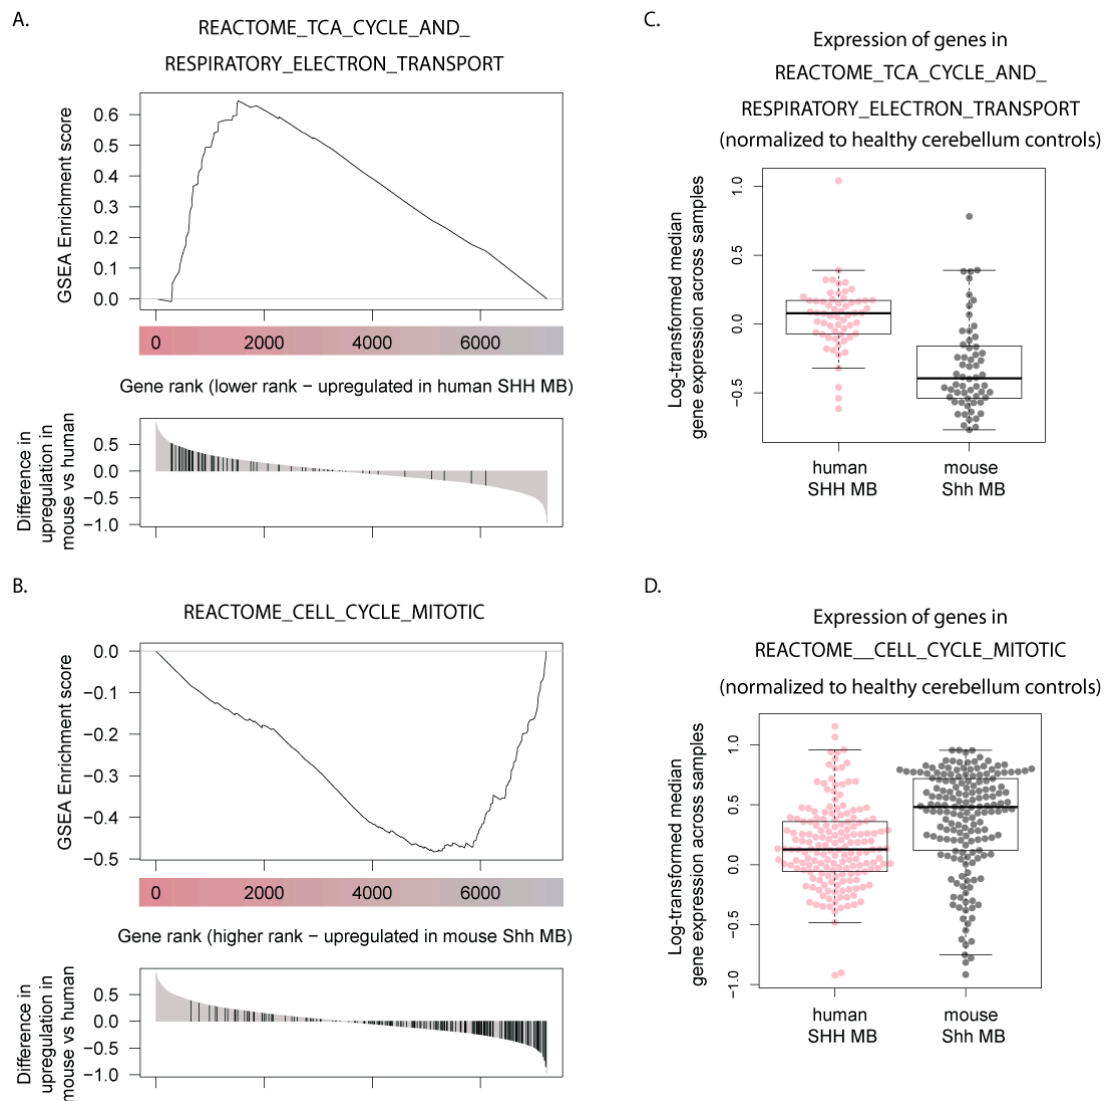 A.
REACTOME_TCA_CYCLE_AND_
RESPIRATORY_ELECTRON_TRANSPORT
GSEA Enrichment score
0.6
0.5
0.4
0.3
0.2
0.1
0.0
0 2000 4000 6000
Gene rank (lower rank − upregulated in human SHH MB)
Difference in
upregulation in
mouse vs human
0.5
0.0
−0.5
−1.0
B.
REACTOME_CELL_CYCLE_MITOTIC
GSEA Enrichment score
0.0
−0.1
−0.2
−0.3
−0.4
−0.5
0 2000 4000 6000
Gene rank (higher rank − upregulated in mouse Shh MB)
Difference in
upregulation in
mouse vs human
0.5
0.0
−0.5
−1.0
C.
Expression of genes in
REACTOME_TCA_CYCLE_AND_
RESPIRATORY_ELECTRON_TRANSPORT
(normalized to healthy cerebellum controls)
Log-transformed median
gene expression across samples
1.0
0.5
0.0
−0.5
human
SHH MB
mouse
Shh MB
D.
Expression of genes in
REACTOME__CELL_CYCLE_MITOTIC
(normalized to healthy cerebellum controls)
Log-transformed median
gene expression across samples
1.0
0.5
0.0
−0.5
−1.0
human
SHH MB
mouse
Shh MB